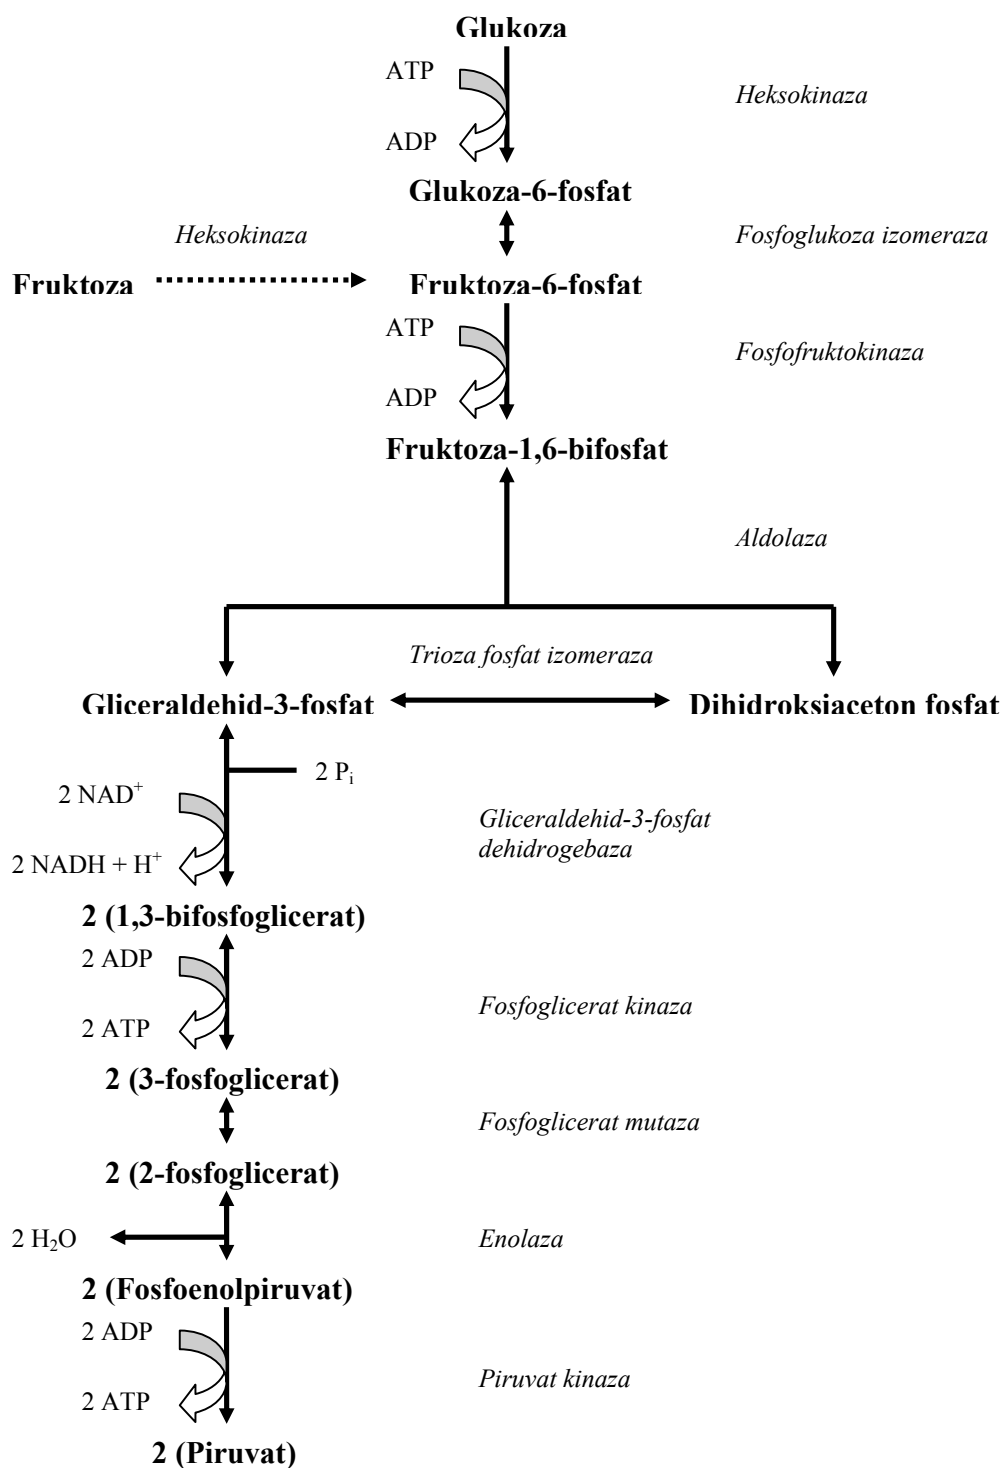 Glukoza
ATP
Heksokinaza
ADP
Glukoza-6-fosfat
Heksokinaza
Fosfoglukoza izomeraza
Fruktoza
Fruktoza-6-fosfat
ATP
Fosfofruktokinaza
ADP
Fruktoza-1,6-bifosfat
Aldolaza
Trioza fosfat izomeraza
Gliceraldehid-3-fosfat
Dihidroksiaceton fosfat
2 Pᵢ
2 NAD⁺
Gliceraldehid-3-fosfat
dehidrogebaza
2 NADH + H⁺
2 (1,3-bifosfoglicerat)
2 ADP
Fosfoglicerat kinaza
2 ATP
2 (3-fosfoglicerat)
Fosfoglicerat mutaza
2 (2-fosfoglicerat)
2 H₂O
Enolaza
2 (Fosfoenolpiruvat)
2 ADP
Piruvat kinaza
2 ATP
2 (Piruvat)